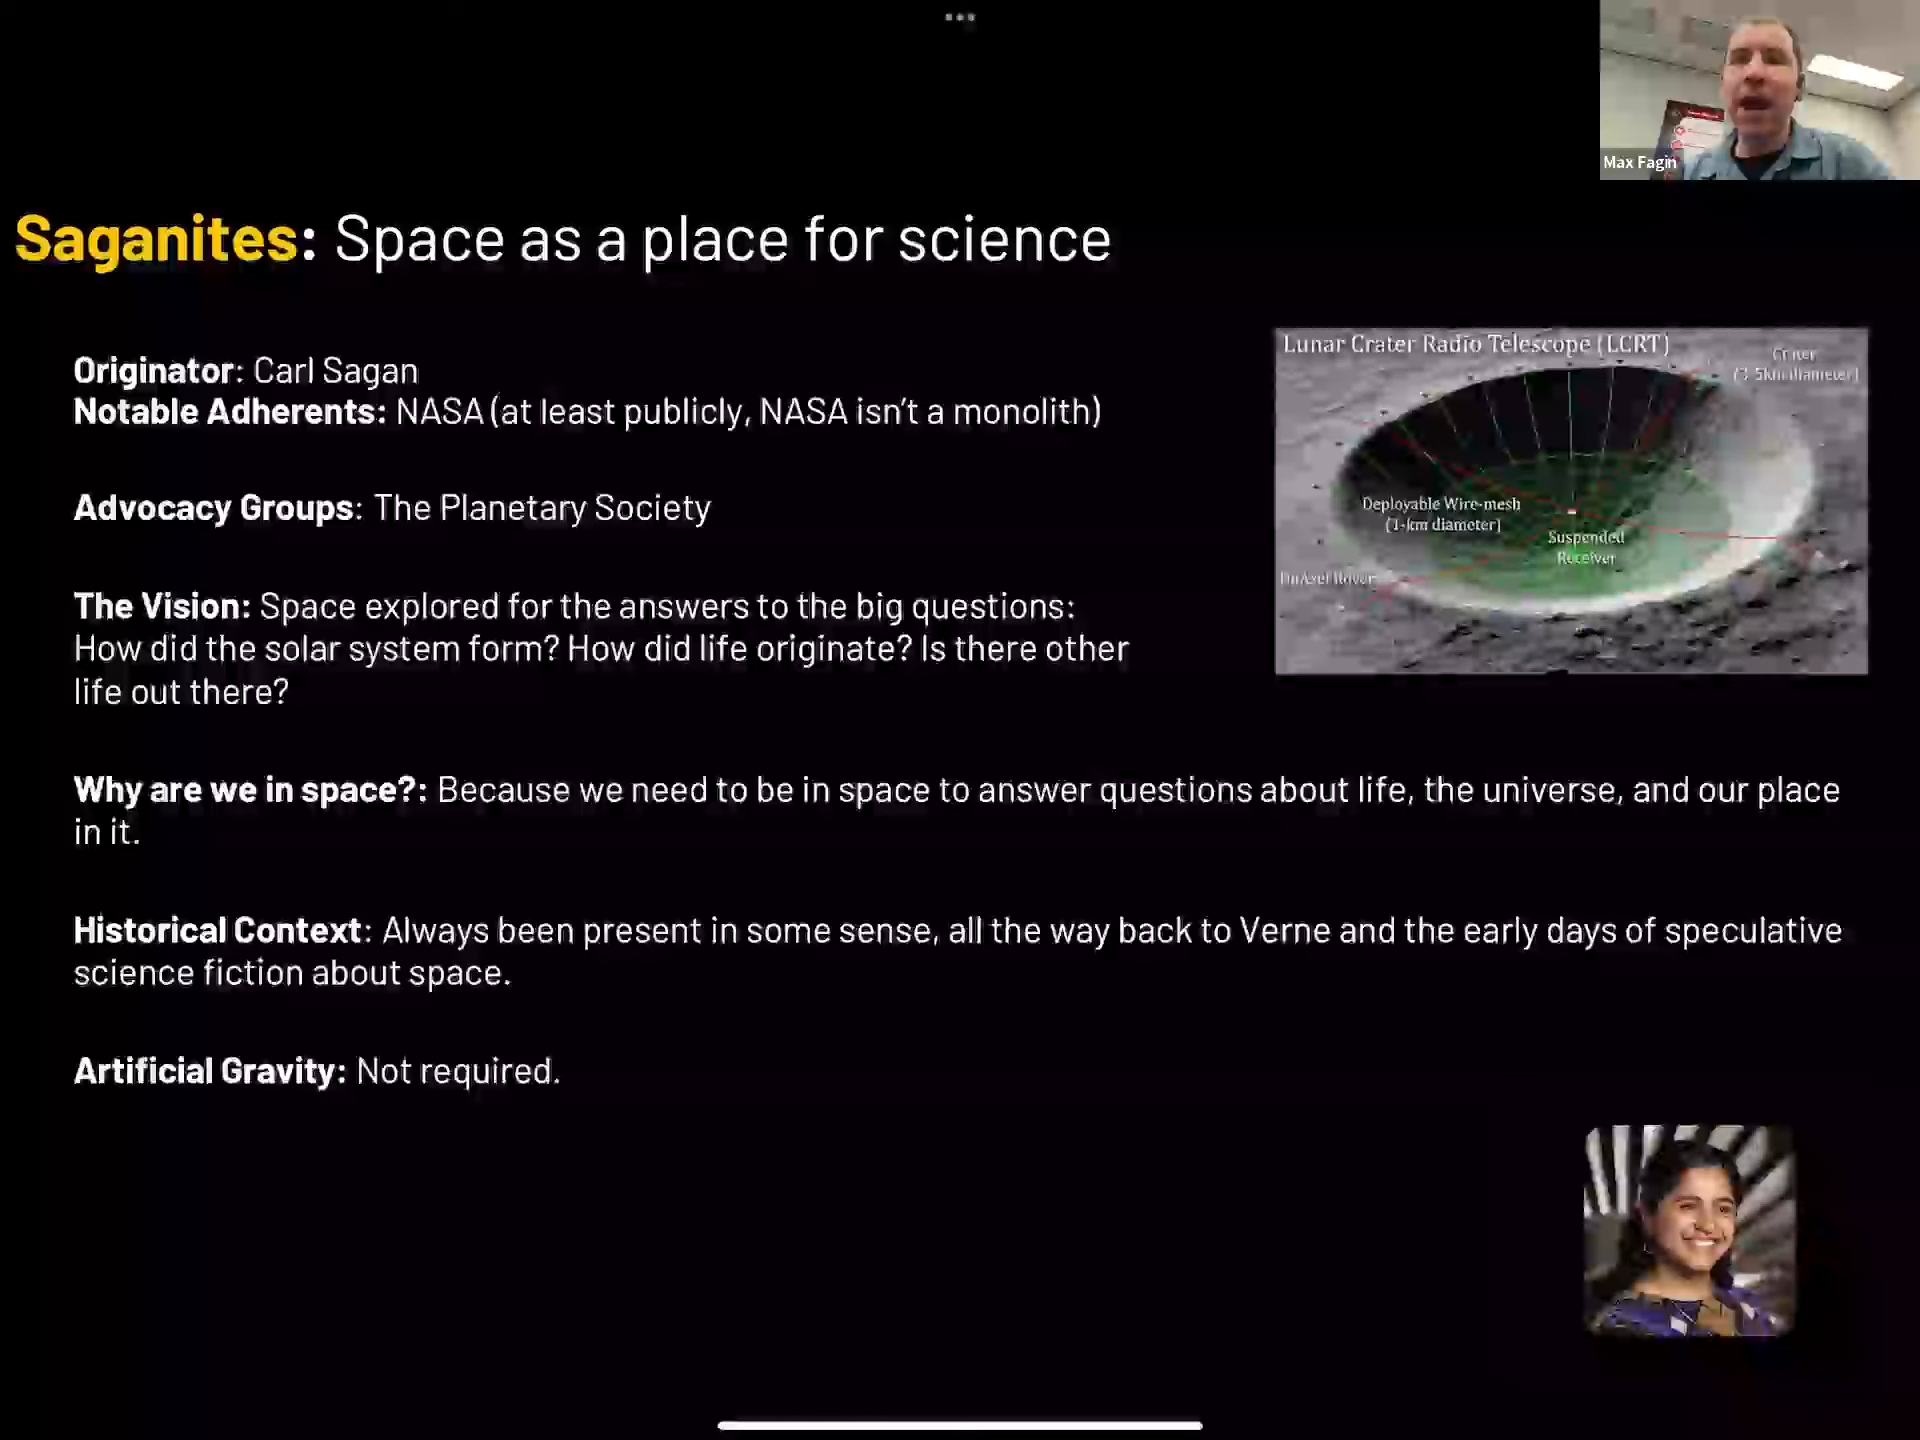 Max Fagin
Saganites: Space as a place for science
Originator: Carl Sagan
Notable Adherents: NASA (at least publicly, NASA isn't a monolith)
Advocacy Groups: The Planetary Society
The Vision: Space explored for the answers to the big questions:
How did the solar system form? How did life originate? Is there other
life out there?
Lunar Crater Radio Telescope (LCRT)
Crater
(3-5km diameter)
Deployable Wire-mesh
(1-km diameter)
Suspended
Receiver
DuAxel Rover
Why are we in space?: Because we need to be in space to answer questions about life, the universe, and our place
in it.
Historical Context: Always been present in some sense, all the way back to Verne and the early days of speculative
science fiction about space.
Artificial Gravity: Not required.